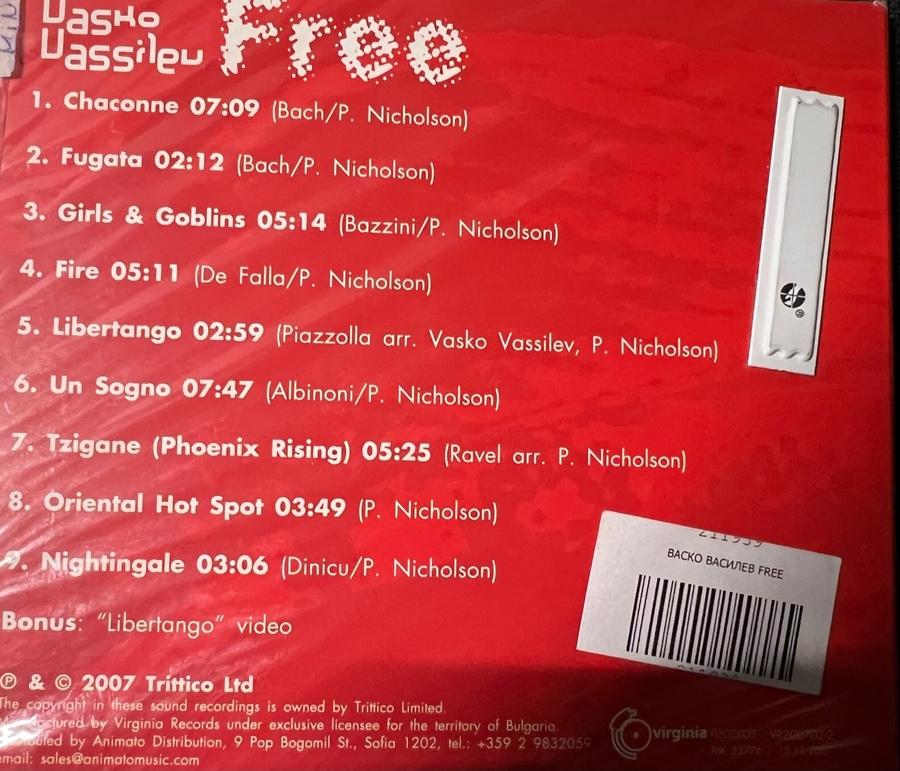 Vasko
Vassilev
Free
1. Chaconne 07:09 (Bach/P. Nicholson)
2. Fugata 02:12 (Bach/P. Nicholson)
3. Girls & Goblins 05:14 (Bazzini/P. Nicholson)
4. Fire 05:11 (De Falla/P. Nicholson)
5. Libertango 02:59 (Piazzolla arr. Vasko Vassilev, P. Nicholson)
6. Un Sogno 07:47 (Albinoni/P. Nicholson)
7. Tzigane (Phoenix Rising) 05:25 (Ravel arr. P. Nicholson)
8. Oriental Hot Spot 03:49 (P. Nicholson)
9. Nightingale 03:06 (Dinicu/P. Nicholson)
ВАСКО ВАСИЛЕВ FREE
Bonus: "Libertango" video
℗ & © 2007 Trittico Ltd
The copyright in these sound recordings is owned by Trittico Limited.
by Virginia Records under exclusive licensee for the territory of Bulgaria.
by Animato Distribution, 9 Pop Bogomil St., Sofia 1202, tel.: +359 2 9832059
email: sales@animatomusic.com
virginia records VR200702-2